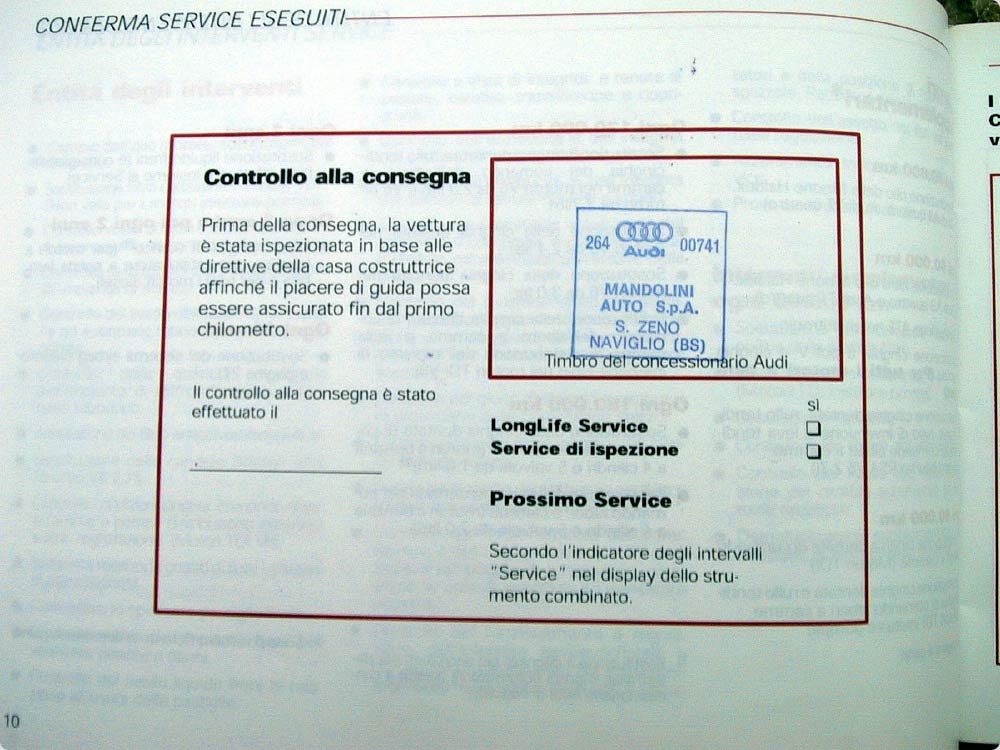 CONFERMA SERVICE ESEGUITI
Controllo alla consegna
Prima della consegna, la vettura
è stata ispezionata in base alle
direttive della casa costruttrice
affinché il piacere di guida possa
essere assicurato fin dal primo
chilometro.
Il controllo alla consegna è stato
effettuato il
264 Audi 00741
MANDOLINI
AUTO S.p.A.
S. ZENO
NAVIGLIO (BS)
Timbro del concessionario Audi
sì
LongLife Service
Service di ispezione
Prossimo Service
Secondo l'indicatore degli intervalli
"Service" nel display dello stru-
mento combinato.
10